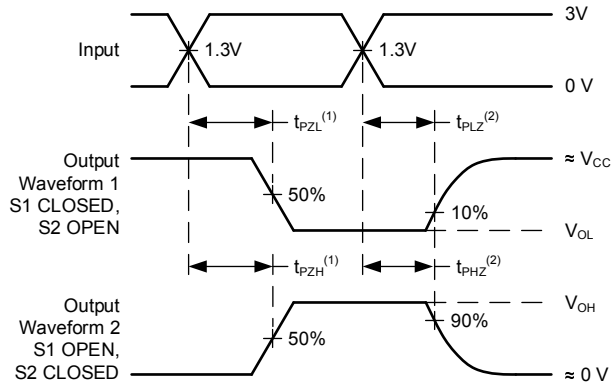 3V
Input
1.3V
1.3V
0 V
tPZL(1)
tPLZ(2)
Output
Waveform 1
S1 CLOSED,
S2 OPEN
≈ VCC
50%
10%
VOL
tPZH(1)
tPHZ(2)
Output
Waveform 2
S1 OPEN,
S2 CLOSED
VOH
50%
90%
≈ 0 V